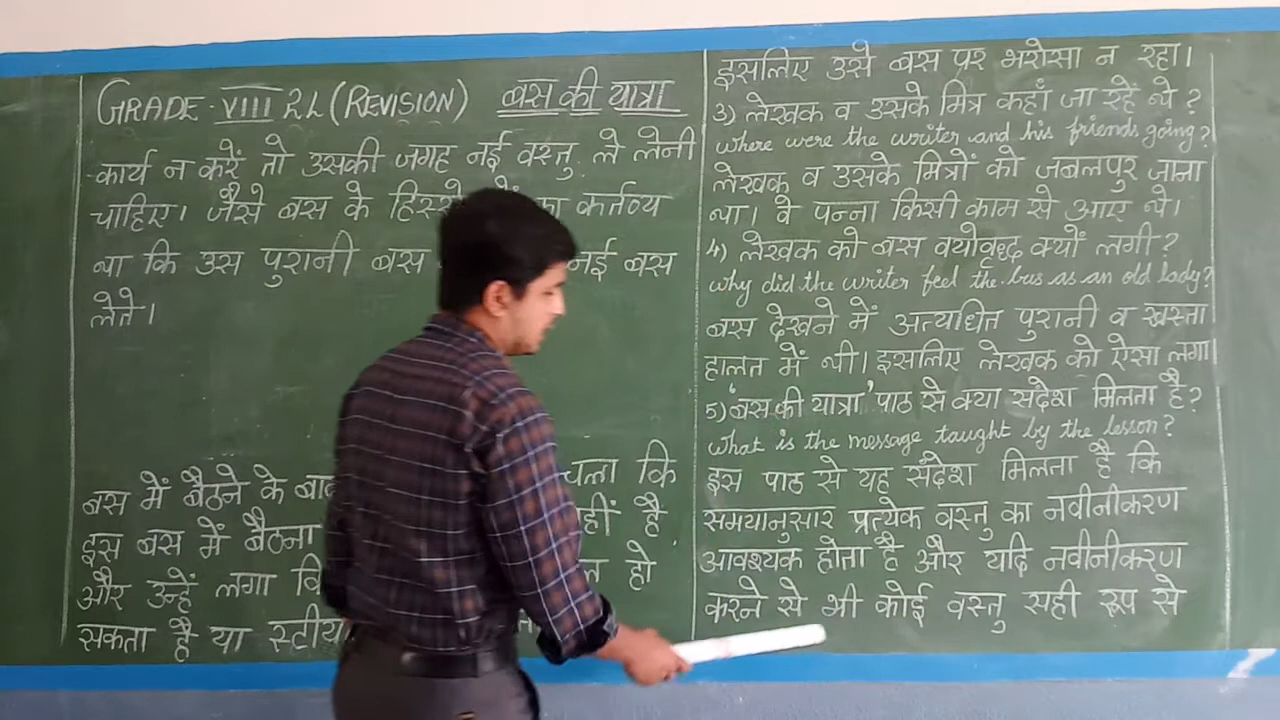 GRADE - VIII 2L (REVISION) बस की यात्रा
कार्य न करें तो उसकी जगह नई वस्तु ले लेनी
चाहिए। जैसे बस के कर्तव्य
था कि उस पुरानी बस नई बस
लेते।
बस में बैठने के चला कि
इस बस में बैठना है
और उन्हें लगा हो
सकता है या
इसलिए उसे बस पर भरोसा न रहा।
3) लेखक व उसके मित्र कहाँ जा रहें थे?
where were the writer and his friends going?
लेखक व उसके मित्रों को जबलपुर जाना
था। वे पन्ना किसी काम से आए थे।
4) लेखक को बस वयोवृध्द क्यों लगी?
why did the writer feel the bus as an old lady?
बस देखने में अत्याधित पुरानी व खस्ता
हालत में थी। इसलिए लेखक को ऐसा लगा।
5) 'बस की यात्रा' पाठ से क्या संदेश मिलता है?
what is the message taught by the lesson?
इस पाठ से यह संदेश मिलता है कि
समयानुसार प्रत्येक वस्तु का नवीनीकरण
आवश्यक होता है और यदि नवीनीकरण
करने से भी कोई वस्तु सही रूप से